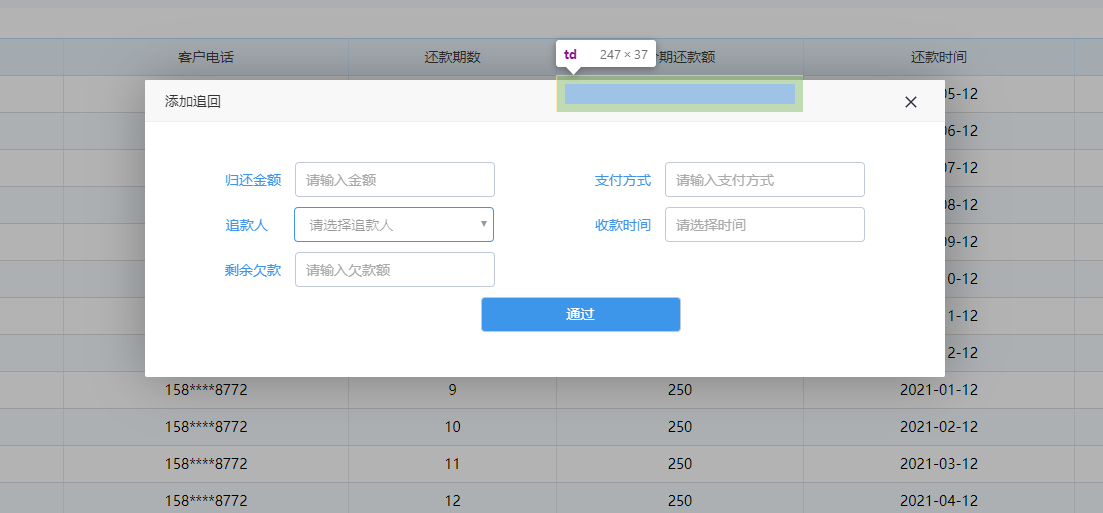 客户电话 还款期数 期还款额 还款时间
td 247 × 37
添加追回
05-12
06-12
07-12
08-12
09-12
0-12
1-12
2-12
归还金额 请输入金额 支付方式 请输入支付方式
追款人 请选择追款人 收款时间 请选择时间
剩余欠款 请输入欠款额
通过
158****8772 9 250 2021-01-12
158****8772 10 250 2021-02-12
158****8772 11 250 2021-03-12
158****8772 12 250 2021-04-12